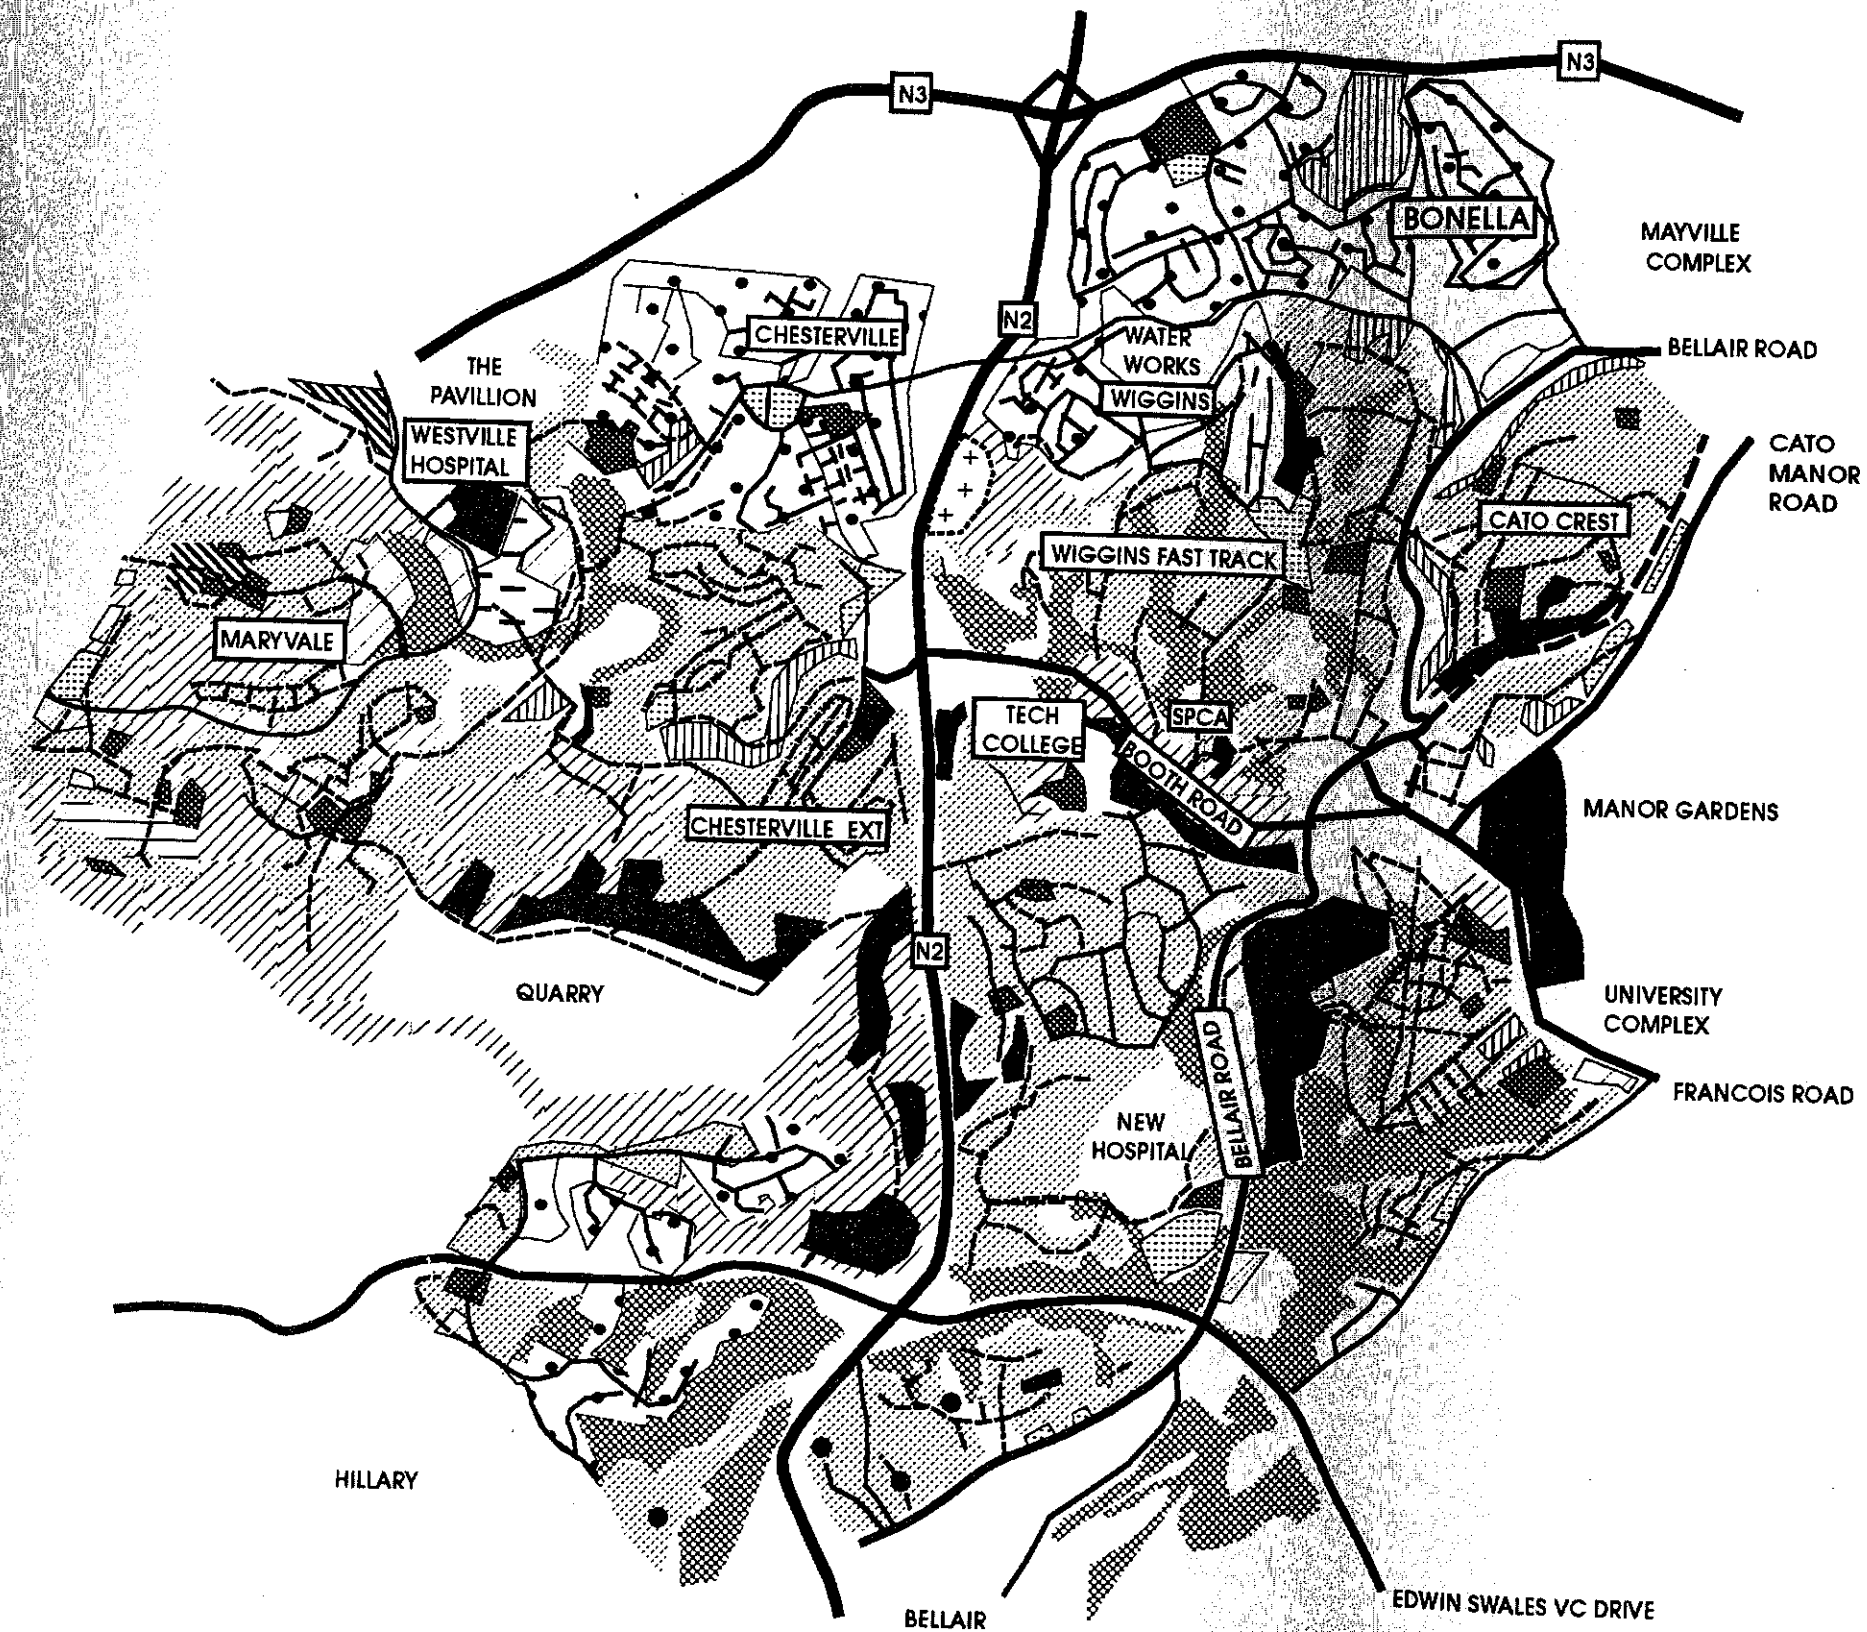 N3
N3
BONELLA
MAYVILLE
COMPLEX
N2
CHESTERVILLE
WATER
WORKS
BELLAIR ROAD
THE
PAVILLION
WIGGINS
WESTVILLE
HOSPITAL
CATO
MANOR
ROAD
CATO CREST
WIGGINS FAST TRACK
MARYVALE
TECH
COLLEGE
SPCA
BOOTH ROAD
CHESTERVILLE EXT
MANOR GARDENS
N2
QUARRY
UNIVERSITY
COMPLEX
BELLAIR ROAD
FRANCOIS ROAD
NEW
HOSPITAL
HILLARY
BELLAIR
EDWIN SWALES VC DRIVE